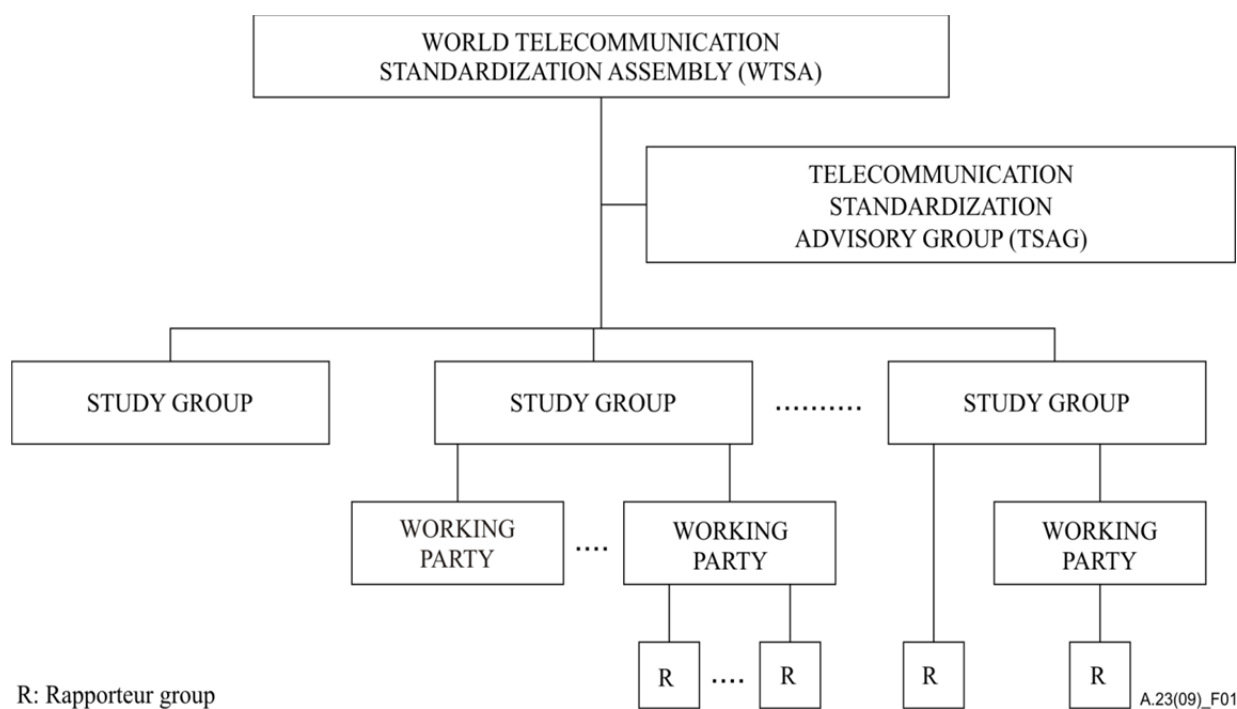 WORLD TELECOMMUNICATION
STANDARDIZATION ASSEMBLY (WTSA)
TELECOMMUNICATION
STANDARDIZATION
ADVISORY GROUP (TSAG)
STUDY GROUP
STUDY GROUP
..........
STUDY GROUP
WORKING
PARTY
....
WORKING
PARTY
WORKING
PARTY
R
....
R
R
R
R: Rapporteur group
A.23(09)_F01